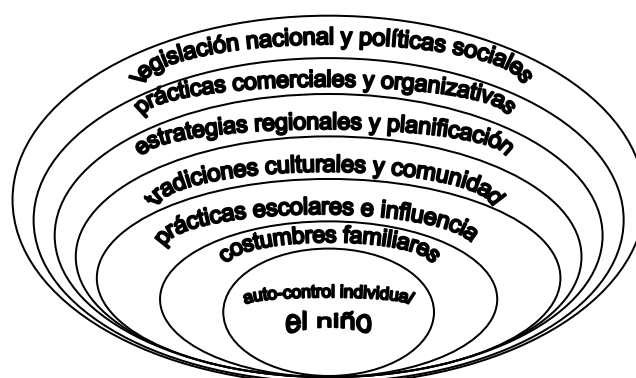 legislación nacional y políticas sociales
prácticas comerciales y organizativas
estrategias regionales y planificación
tradiciones culturales y comunidad
prácticas escolares e influencia
costumbres familiares
auto-control individual
el niño